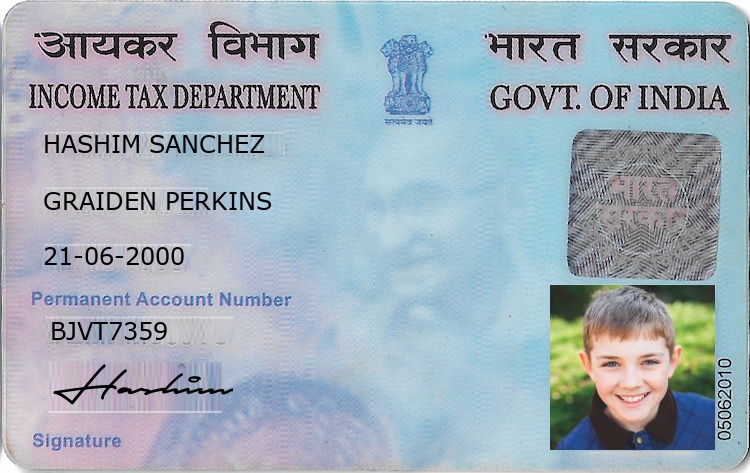 आयकर विभाग
INCOME TAX DEPARTMENT
सत्यमेव जयते
भारत सरकार
GOVT. OF INDIA
HASHIM SANCHEZ
GRAIDEN PERKINS
21-06-2000
Permanent Account Number
BJVT7359
Hashim
Signature
भारत
सरकार
05062010